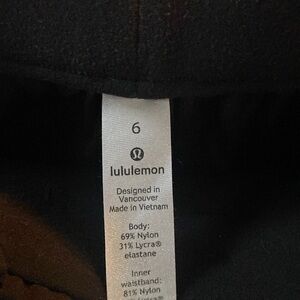 6
lululemon
Designed in
Vancouver
Made in Vietnam
Body:
69% Nylon
31% Lycra®
elastane
Inner
waistband:
81% Nylon